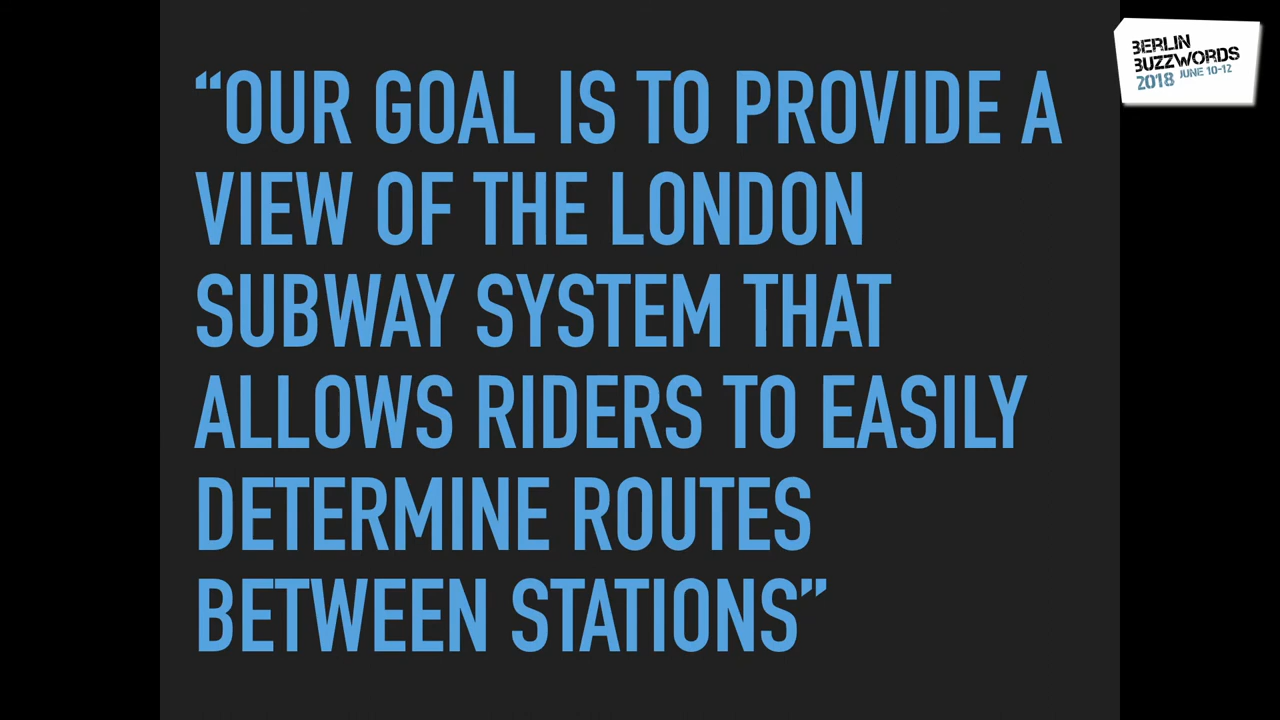 “OUR GOAL IS TO PROVIDE A
VIEW OF THE LONDON
SUBWAY SYSTEM THAT
ALLOWS RIDERS TO EASILY
DETERMINE ROUTES
BETWEEN STATIONS”
BERLIN
BUZZWORDS
2018 JUNE 10-12